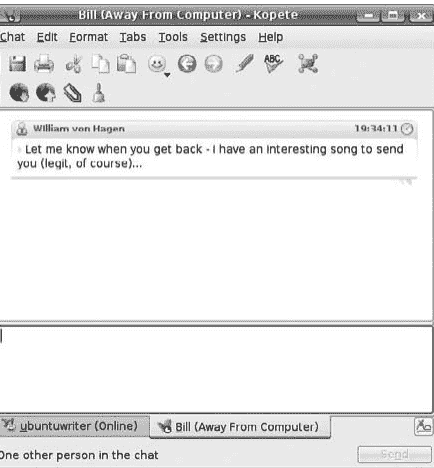 Bill (Away From Computer) - Kopete
Chat Edit Format Tabs Tools Settings Help
ABC
William von Hagen 19:34:11
Let me know when you get back - I have an interesting song to send
you (legit, of course)...
ubuntuwriter (Online) Bill (Away From Computer)
One other person in the chat Send